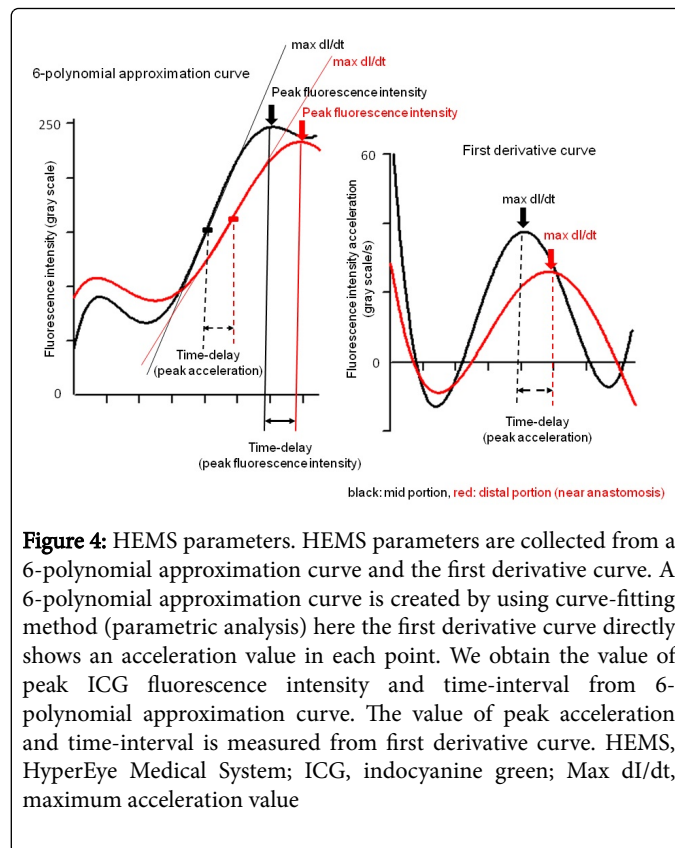 max dI/dt
6-polynomial approximation curve
max dI/dt
Peak fluorescence intensity
Peak fluorescence intensity
250
Fluorescence intensity (gray scale)
0
Time-delay
(peak acceleration)
Time-delay
(peak fluorescence intensity)
60
First derivative curve
Fluorescence intensity acceleration
(gray scale/s)
max dI/dt
max dI/dt
0
Time-delay
(peak acceleration)
black: mid portion, red: distal portion (near anastomosis)
Figure 4: HEMS parameters. HEMS parameters are collected from a
6-polynomial approximation curve and the first derivative curve. A
6-polynomial approximation curve is created by using curve-fitting
method (parametric analysis) here the first derivative curve directly
shows an acceleration value in each point. We obtain the value of
peak ICG fluorescence intensity and time-interval from 6-
polynomial approximation curve. The value of peak acceleration
and time-interval is measured from first derivative curve. HEMS,
HyperEye Medical System; ICG, indocyanine green; Max dI/dt,
maximum acceleration value